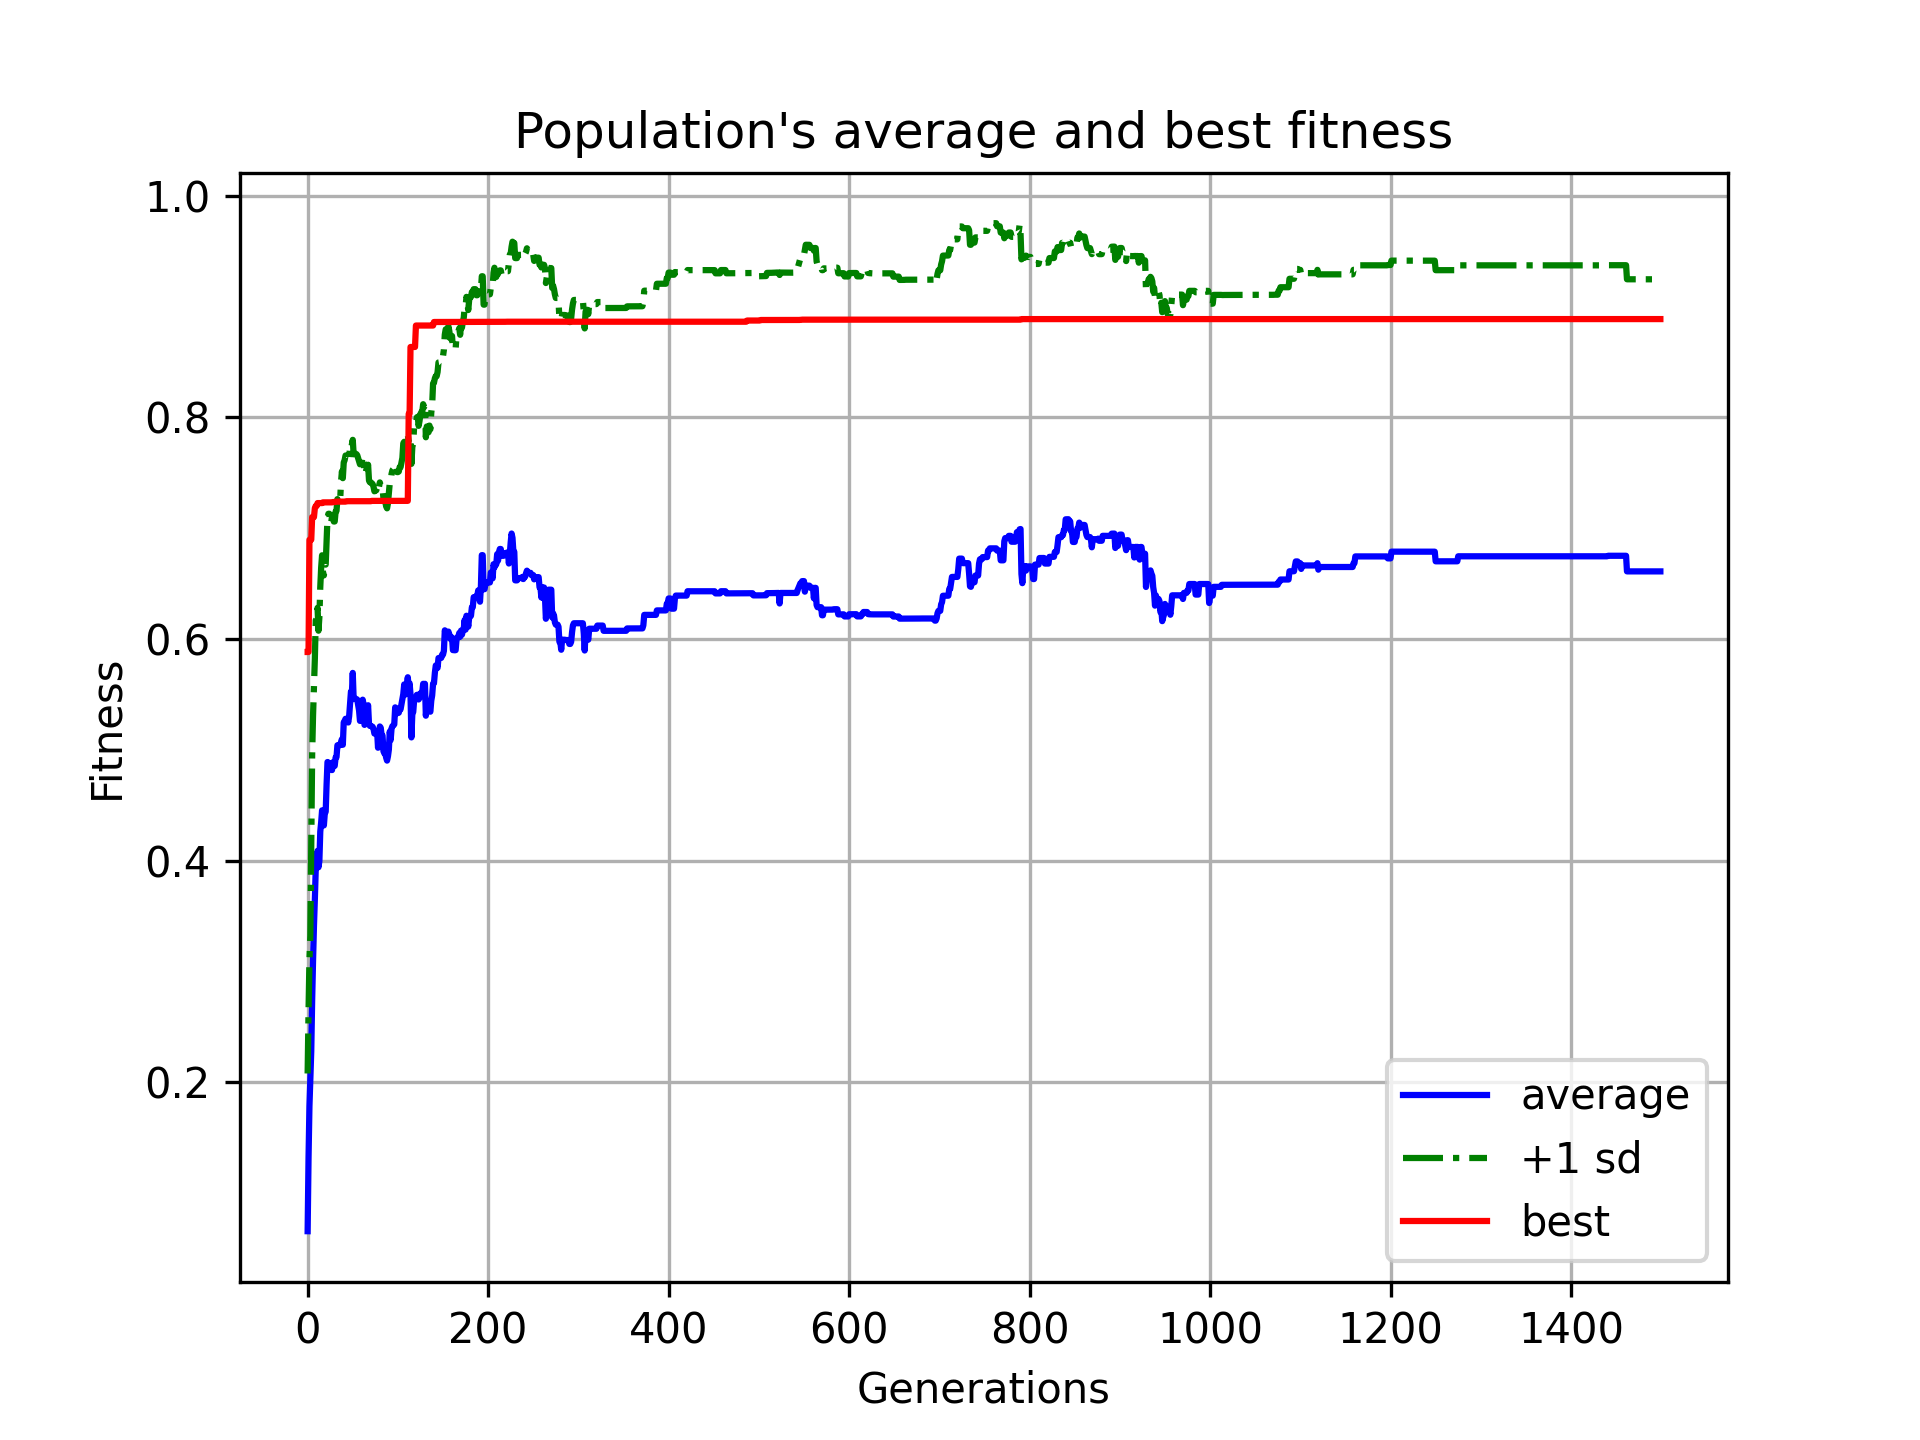 Population's average and best fitness
1.0
0.8
0.6
0.4
0.2
Fitness
0 200 400 600 800 1000 1200 1400
Generations
average
+1 sd
best